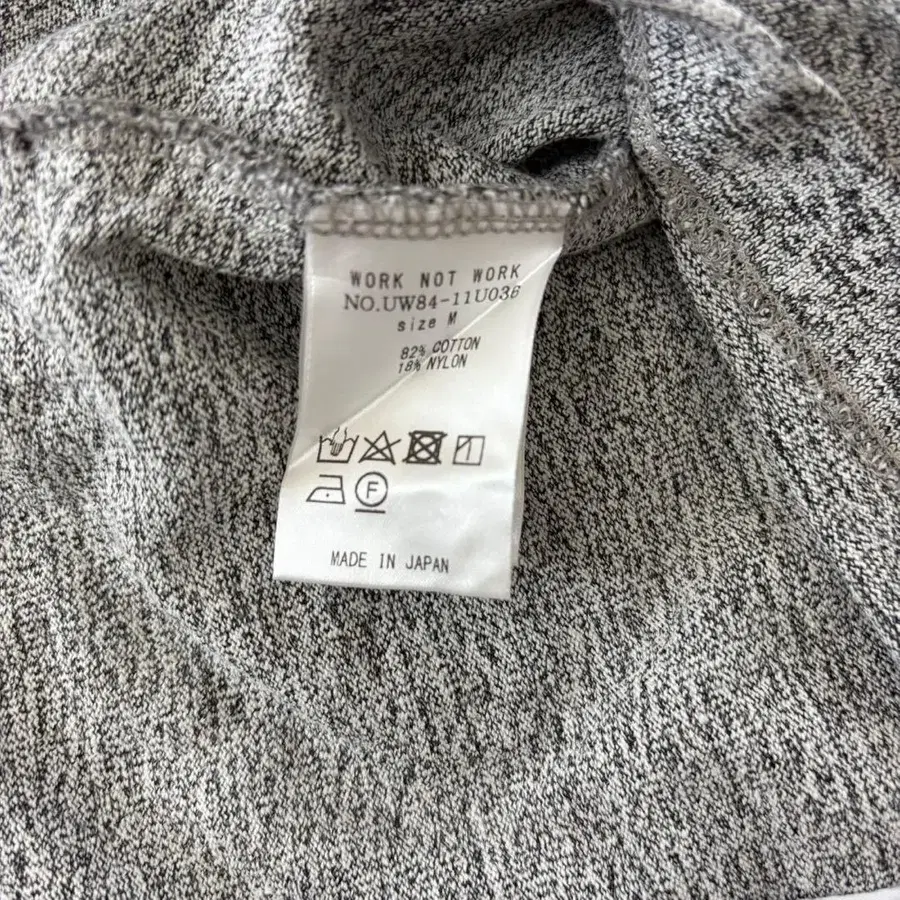 WORK NOT WORK
NO.UW84-11U036
size M
82% COTTON
18% NYLON
F
MADE IN JAPAN